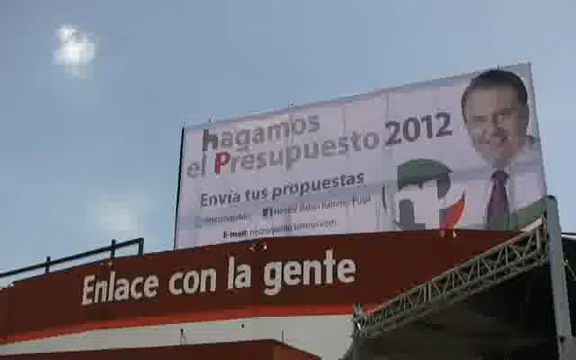 hagamos
el Presupuesto 2012
Envía tus propuestas
E-mail:
Enlace con la gente